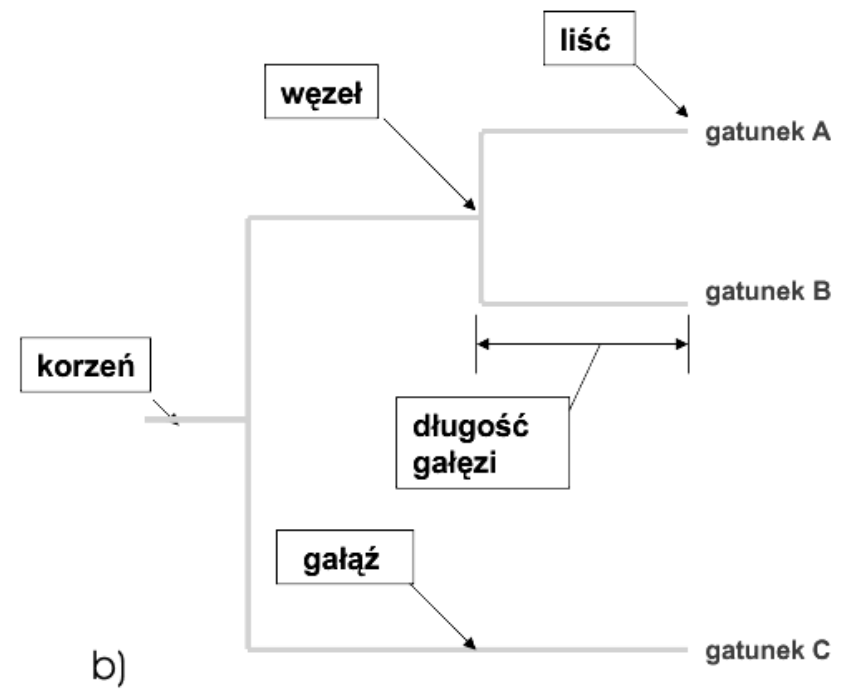 liść
węzeł
gatunek A
gatunek B
korzeń
długość
gałęzi
gałąź
gatunek C
b)